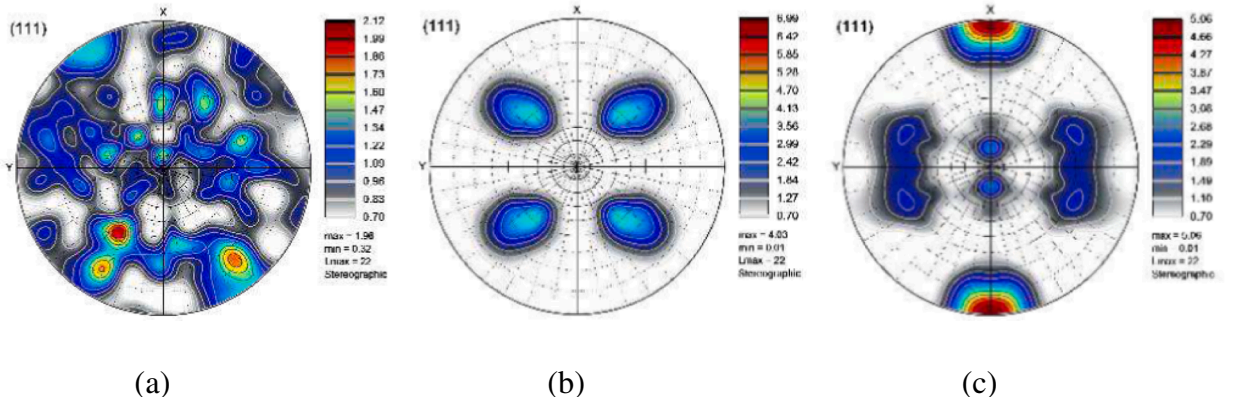 X
{111}
Y
2.12
1.99
1.86
1.73
1.60
1.47
1.34
1.22
1.09
0.96
0.83
0.70
max = 1.96
min = 0.32
Lmax = 22
Stereographic
X
{111}
Y
6.99
6.42
5.85
5.28
4.70
4.13
3.56
2.99
2.42
1.84
1.27
0.70
max = 4.03
min = 0.01
Lmax = 22
Stereographic
X
{111}
Y
5.06
4.66
4.27
3.87
3.47
3.08
2.68
2.29
1.89
1.49
1.10
0.70
max = 5.06
min = 0.01
Lmax = 22
Stereographic
(a)
(b)
(c)